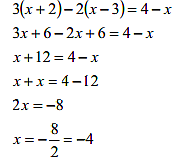 3(x + 2) − 2(x − 3) = 4 − x
3x + 6 − 2x + 6 = 4 − x
x + 12 = 4 − x
x + x = 4 − 12
2x = −8
x = −8/2 = −4